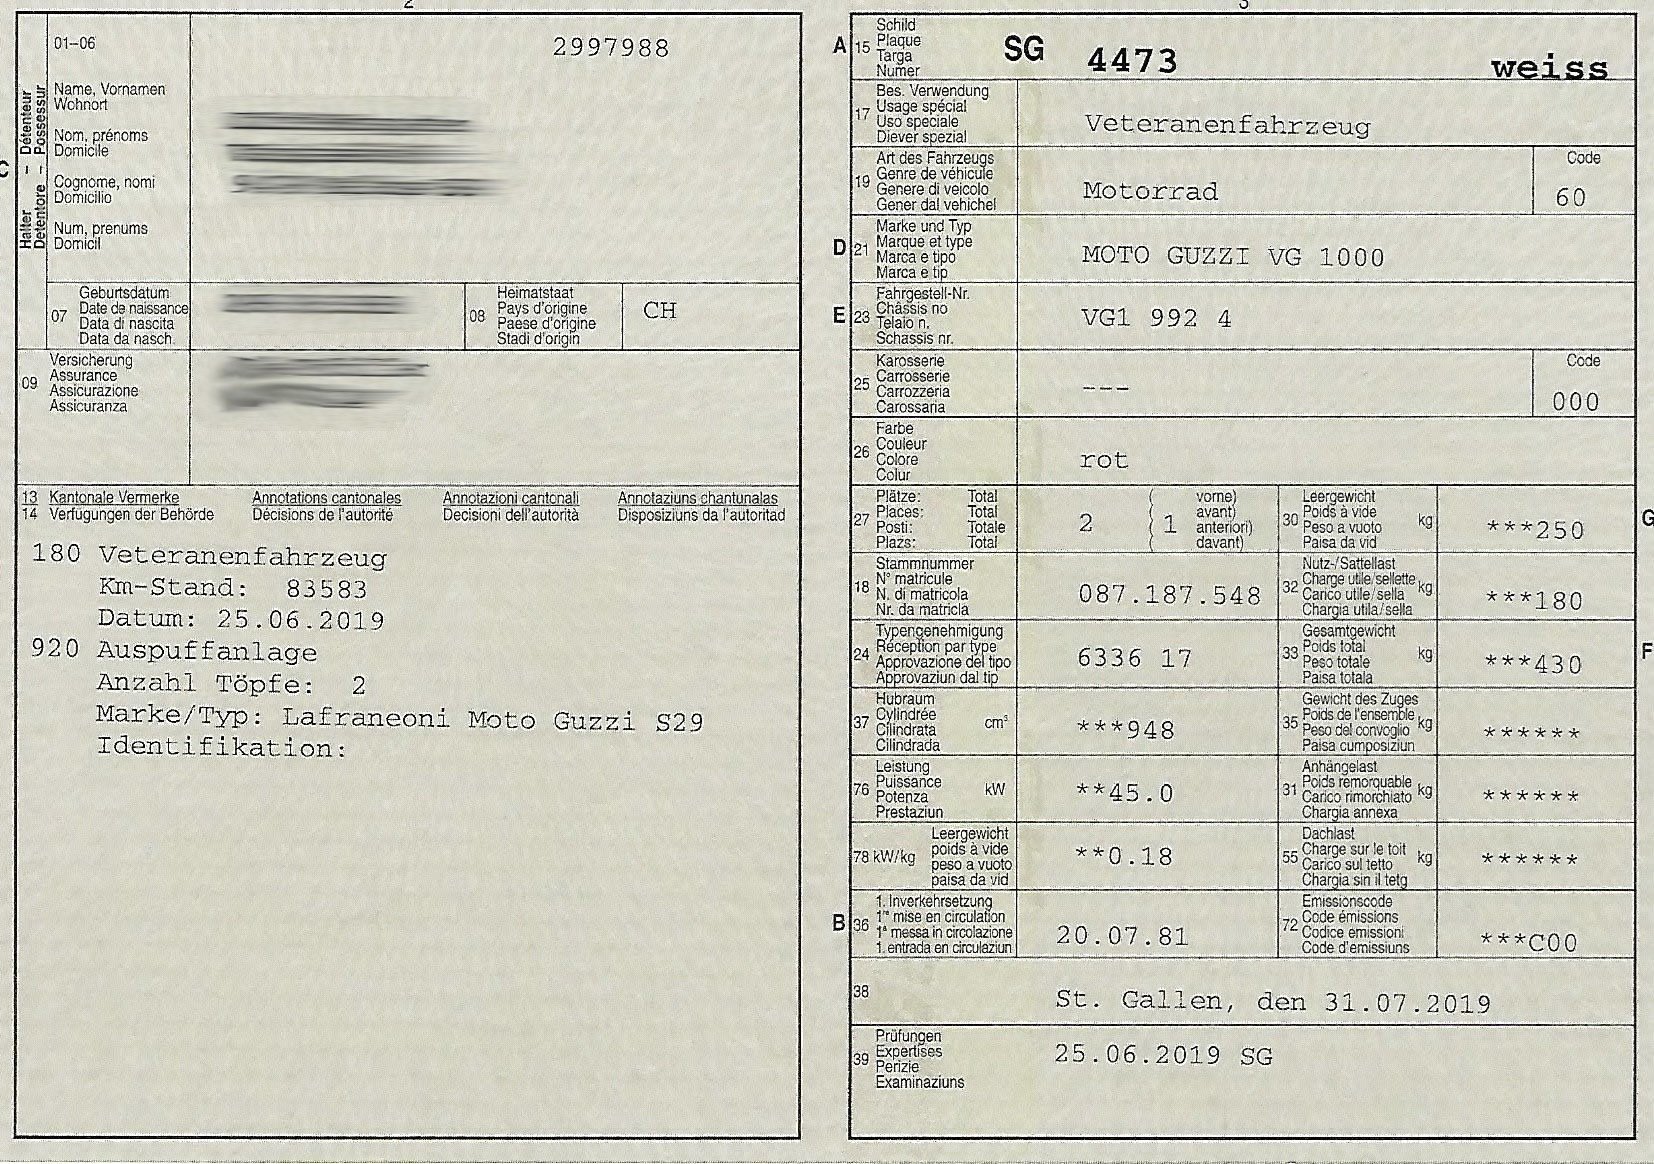 2
01-06
2997988
Halter – Détenteur
Detentore – Possessur
C
Name, Vornamen
Wohnort
Nom, prénoms
Domicile
Cognome, nomi
Domicilio
Num, prenums
Domicil
07
Geburtsdatum
Date de naissance
Data di nascita
Data da nasch.
08
Heimatstaat
Pays d'origine
Paese d'origine
Stadi d'origin
CH
09
Versicherung
Assurance
Assicurazione
Assicuranza
13 Kantonale Vermerke Annotations cantonales Annotazioni cantonali Annotaziuns chantunalas
14 Verfügungen der Behörde Décisions de l'autorité Decisioni dell'autorità Disposiziuns da l'autoritad
180 Veteranenfahrzeug
Km-Stand: 83583
Datum: 25.06.2019
920 Auspuffanlage
Anzahl Töpfe: 2
Marke/Typ: Lafraneoni Moto Guzzi S29
Identifikation:
3
A
15
Schild
Plaque
Targa
Numer
SG 4473 weiss
17
Bes. Verwendung
Usage spécial
Uso speciale
Diever spezial
Veteranenfahrzeug
19
Art des Fahrzeugs
Genre de véhicule
Genere di veicolo
Gener dal vehichel
Motorrad
Code
60
D
21
Marke und Typ
Marque et type
Marca e tipo
Marca e tip
MOTO GUZZI VG 1000
E
23
Fahrgestell-Nr.
Châssis no
Telaio n.
Schassis nr.
VG1 992 4
25
Karosserie
Carrosserie
Carrozzeria
Carossaria
---
Code
000
26
Farbe
Couleur
Colore
Colur
rot
27
Plätze: Total ( vorne)
Places: Total ( avant)
Posti: Totale ( anteriori)
Plazs: Total ( davant)
2 1
30
Leergewicht
Poids à vide
Peso a vuoto
Paisa da vid
kg
***250
G
18
Stammnummer
N° matricule
N. di matricola
Nr. da matricla
087.187.548
32
Nutz-/Sattellast
Charge utile/sellette
Carico utile/sella
Chargia utila/sella
kg
***180
24
Typengenehmigung
Réception par type
Approvazione del tipo
Approvaziun dal tip
6336 17
33
Gesamtgewicht
Poids total
Peso totale
Paisa totala
kg
***430
F
37
Hubraum
Cylindrée
Cilindrata
Cilindrada
cm³
***948
35
Gewicht des Zuges
Poids de l'ensemble
Peso del convoglio
Paisa cumposiziun
kg
******
76
Leistung
Puissance
Potenza
Prestaziun
kW
**45.0
31
Anhängelast
Poids remorquable
Carico rimorchiato
Chargia annexa
kg
******
78 kW/kg
Leergewicht
poids à vide
peso a vuoto
paisa da vid
**0.18
55
Dachlast
Charge sur le toit
Carico sul tetto
Chargia sin il tetg
kg
******
B
36
1. Inverkehrsetzung
1re mise en circulation
1a messa in circolazione
1. entrada en circulaziun
20.07.81
72
Emissionscode
Code émissions
Codice emissioni
Code d'emissiuns
***C00
38
St. Gallen, den 31.07.2019
39
Prüfungen
Expertises
Perizie
Examinaziuns
25.06.2019 SG